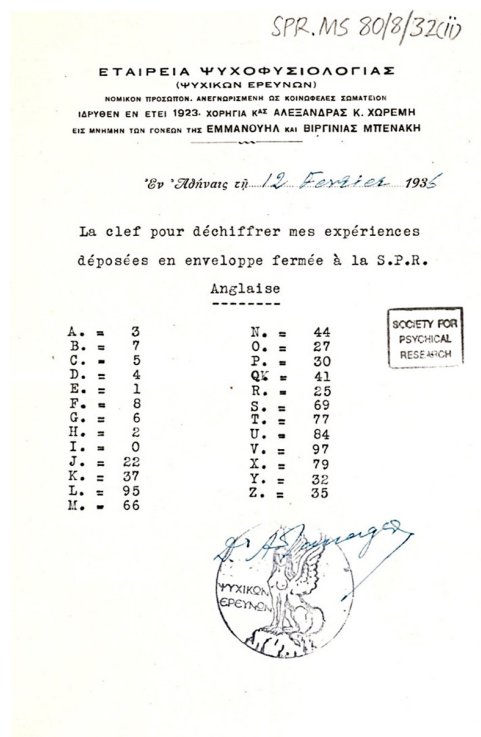 SPR.MS 80/8/32(ii)
ΕΤΑΙΡΕΙΑ ΨΥΧΟΦΥΣΙΟΛΟΓΙΑΣ
(ΨΥΧΙΚΩΝ ΕΡΕΥΝΩΝ)
ΝΟΜΙΚΟΝ ΠΡΟΣΩΠΟΝ. ΑΝΕΓΝΩΡΙΣΜΕΝΗ ΩΣ ΚΟΙΝΩΦΕΛΕΣ ΣΩΜΑΤΕΙΟΝ
ΙΔΡΥΘΕΝ ΕΝ ΕΤΕΙ 1923. ΧΟΡΗΓΙΑ ΚΑΣ ΑΛΕΞΑΝΔΡΑΣ Κ. ΧΩΡΕΜΗ
ΕΙΣ ΜΝΗΜΗΝ ΤΩΝ ΓΟΝΕΩΝ ΤΗΣ ΕΜΜΑΝΟΥΗΛ ΚΑΙ ΒΙΡΓΙΝΙΑΣ ΜΠΕΝΑΚΗ
Ἐν Ἀθήναις τῇ 12 1936
La clef pour déchiffrer mes expériences
déposées en enveloppe fermée à la S.P.R.
Anglaise
A. = 3
B. = 7
C. = 5
D. = 4
E. = 1
F. = 8
G. = 6
H. = 2
I. = 0
J. = 22
K. = 37
L. = 95
M. = 66
N. = 44
O. = 27
P. = 30
Q. = 41
R. = 25
S. = 69
T. = 77
U. = 84
V. = 97
X. = 79
Y. = 32
Z. = 35
SOCIETY FOR
PSYCHICAL
RESEARCH
ΨΥΧΙΚΩΝ
ΕΡΕΥΝΩΝ